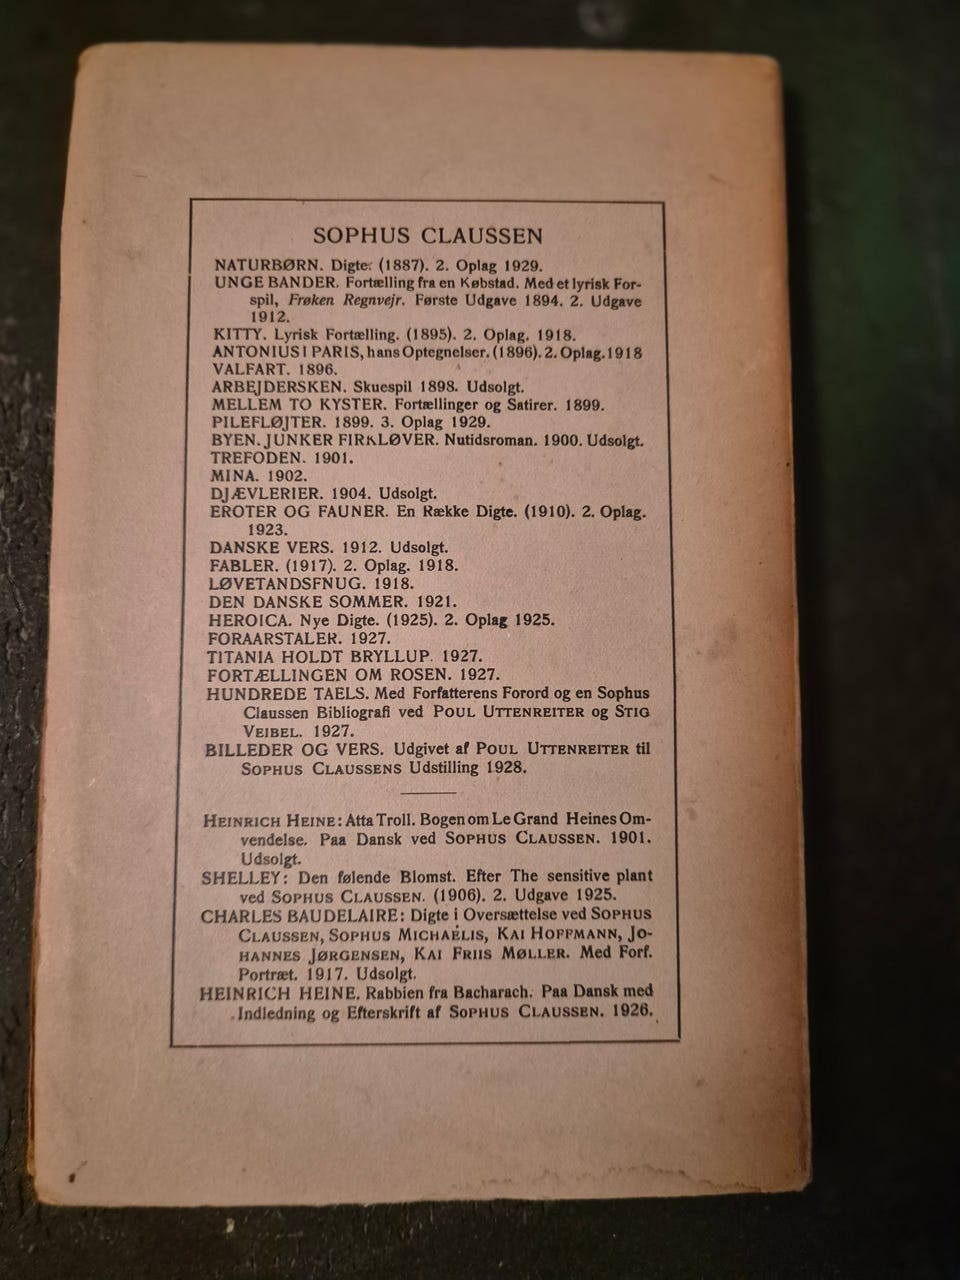 SOPHUS CLAUSSEN
NATURBØRN. Digte. (1887). 2. Oplag 1929.
UNGE BANDER. Fortælling fra en Købstad. Med et lyrisk For-
spil, Frøken Regnvejr. Første Udgave 1894. 2. Udgave
1912.
KITTY. Lyrisk Fortælling. (1895). 2. Oplag. 1918.
ANTONIUS I PARIS, hans Optegnelser. (1896). 2. Oplag. 1918
VALFART. 1896.
ARBEJDERSKEN. Skuespil 1898. Udsolgt.
MELLEM TO KYSTER. Fortællinger og Satirer. 1899.
PILEFLØJTER. 1899. 3. Oplag 1929.
BYEN. JUNKER FIRKLØVER. Nutidsroman. 1900. Udsolgt.
TREFODEN. 1901.
MINA. 1902.
DJÆVLERIER. 1904. Udsolgt.
EROTER OG FAUNER. En Række Digte. (1910). 2. Oplag.
1923.
DANSKE VERS. 1912. Udsolgt.
FABLER. (1917). 2. Oplag. 1918.
LØVETANDSFNUG. 1918.
DEN DANSKE SOMMER. 1921.
HEROICA. Nye Digte. (1925). 2. Oplag 1925.
FORAARSTALER. 1927.
TITANIA HOLDT BRYLLUP. 1927.
FORTÆLLINGEN OM ROSEN. 1927.
HUNDREDE TAELS. Med Forfatterens Forord og en Sophus
Claussen Bibliografi ved POUL UTTENREITER og STIG
VEIBEL. 1927.
BILLEDER OG VERS. Udgivet af POUL UTTENREITER til
SOPHUS CLAUSSENS Udstilling 1928.
HEINRICH HEINE: Atta Troll. Bogen om Le Grand Heines Om-
vendelse. Paa Dansk ved SOPHUS CLAUSSEN. 1901.
Udsolgt.
SHELLEY: Den følende Blomst. Efter The sensitive plant
ved SOPHUS CLAUSSEN. (1906). 2. Udgave 1925.
CHARLES BAUDELAIRE: Digte i Oversættelse ved SOPHUS
CLAUSSEN, SOPHUS MICHAËLIS, KAI HOFFMANN, JO-
HANNES JØRGENSEN, KAI FRIIS MØLLER. Med Forf.
Portræt. 1917. Udsolgt.
HEINRICH HEINE. Rabbien fra Bacharach. Paa Dansk med
Indledning og Efterskrift af SOPHUS CLAUSSEN. 1926.